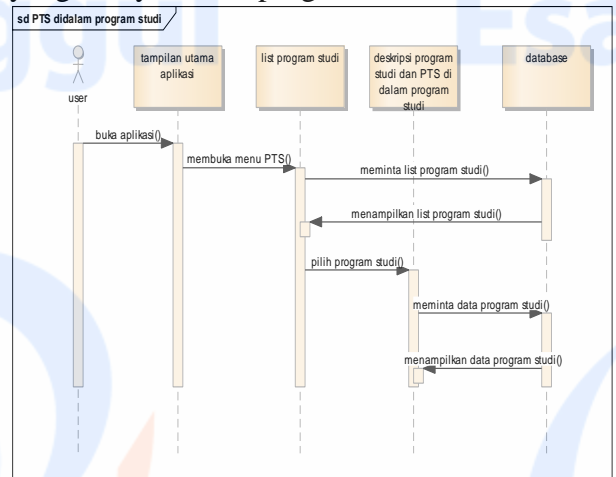 sd PTS didalam program studi
user
tampilan utama
aplikasi
list program studi
deskripsi program
studi dan PTS di
dalam program
studi
database
buka aplikasi()
membuka menu PTS()
meminta list program studi()
menampilkan list program studi()
pilih program studi()
meminta data program studi()
menampilkan data program studi()